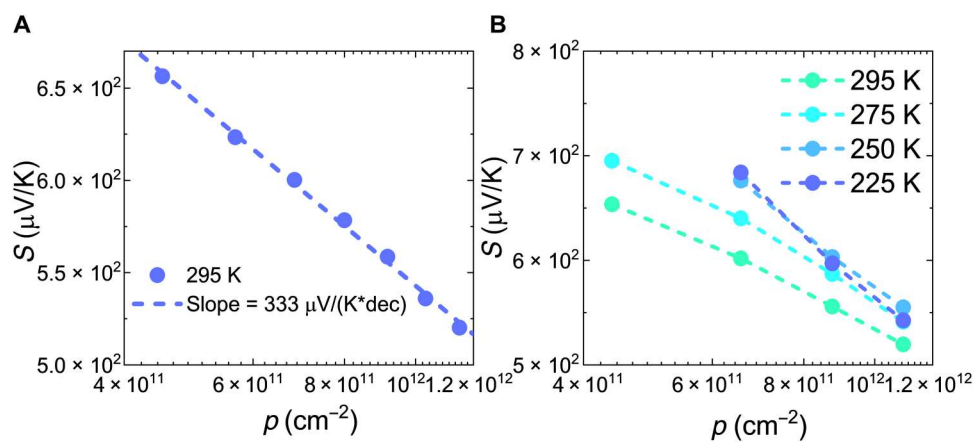 A
6.5 × 10²
6.0 × 10²
5.5 × 10²
5.0 × 10²
S (μV/K)
295 K
Slope = 333 μV/(K*dec)
4 × 10¹¹
6 × 10¹¹
8 × 10¹¹
10¹²
1.2 × 10¹²
p (cm⁻²)
B
8 × 10²
7 × 10²
6 × 10²
5 × 10²
S (μV/K)
295 K
275 K
250 K
225 K
4 × 10¹¹
6 × 10¹¹
8 × 10¹¹
10¹²
1.2 × 10¹²
p (cm⁻²)